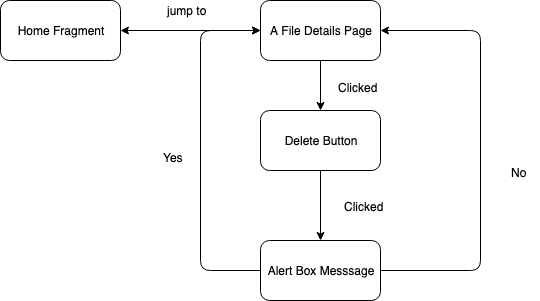 jump to
Home Fragment
A File Details Page
Clicked
Delete Button
Yes
No
Clicked
Alert Box Messsage